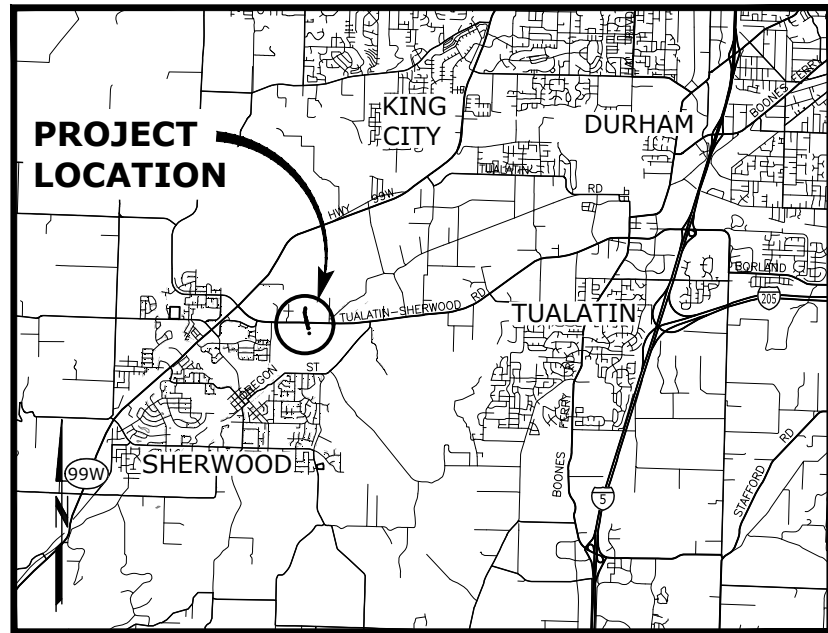 PROJECT
LOCATION
KING
CITY
DURHAM
BOONES FERRY
TUALATIN
RD
HWY 99W
BORLAND
205
TUALATIN-SHERWOOD RD
TUALATIN
OREGON ST
SHERWOOD
99W
BOONES FERRY RD
5
STAFFORD RD
N